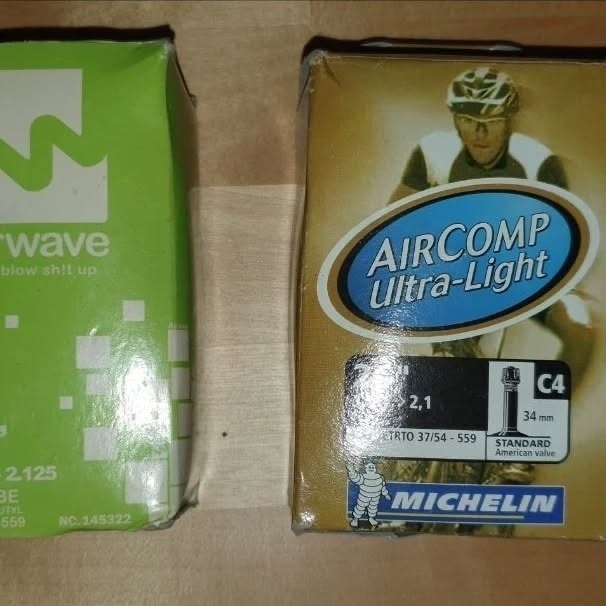 rwave
blow sh!t up
2.125
BE
559
NC.145322
AIRCOMP
Ultra-Light
2,1
C4
34 mm
TRTO 37/54 - 559
STANDARD
American valve
MICHELIN